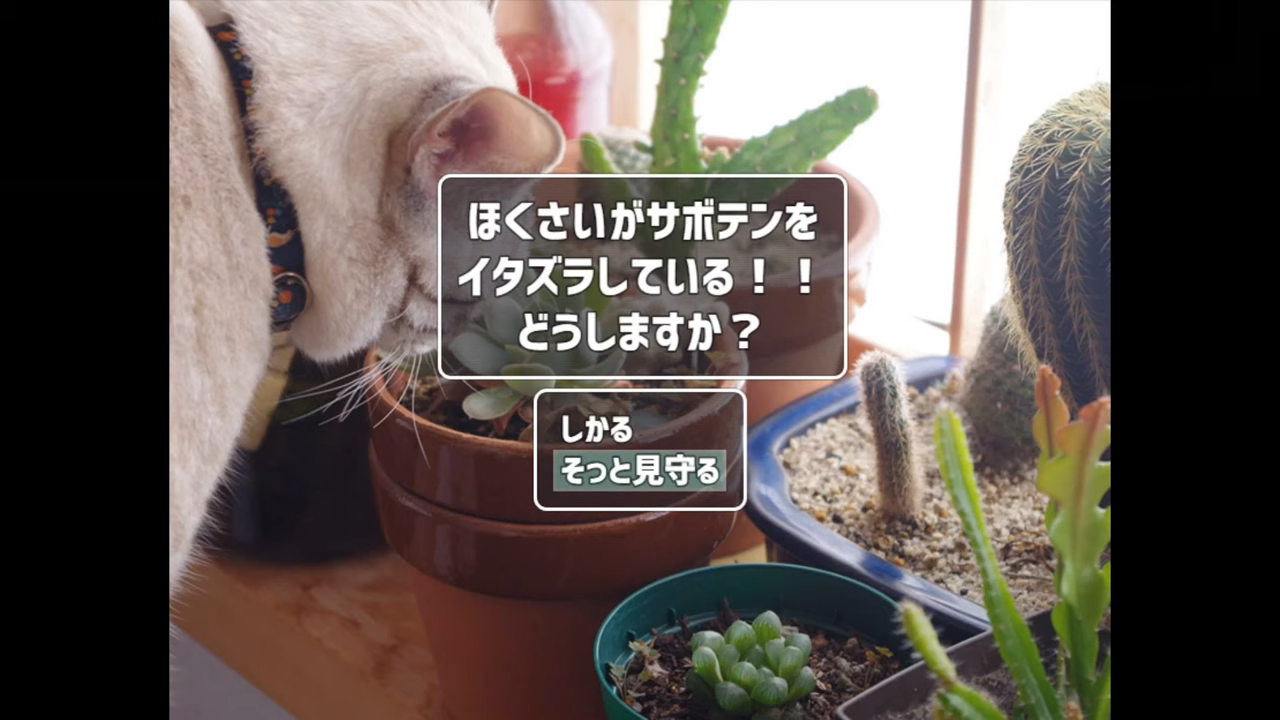 ほくさいがサボテンを
イタズラしている！！
どうしますか？
しかる
そっと見守る